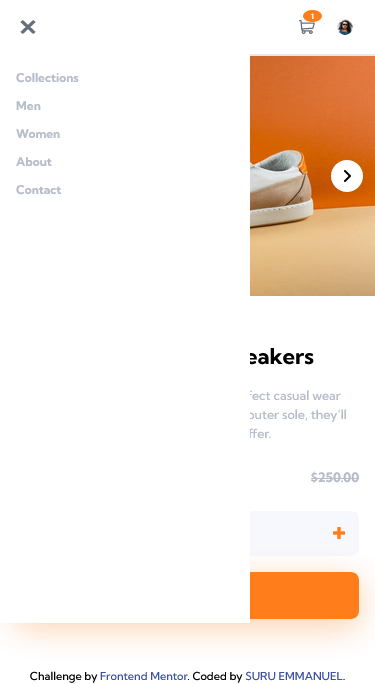 1
Collections
Men
Women
About
Contact
eakers
fect casual wear
outer sole, they’ll
ffer.
$250.00
Challenge by Frontend Mentor. Coded by SURU EMMANUEL.